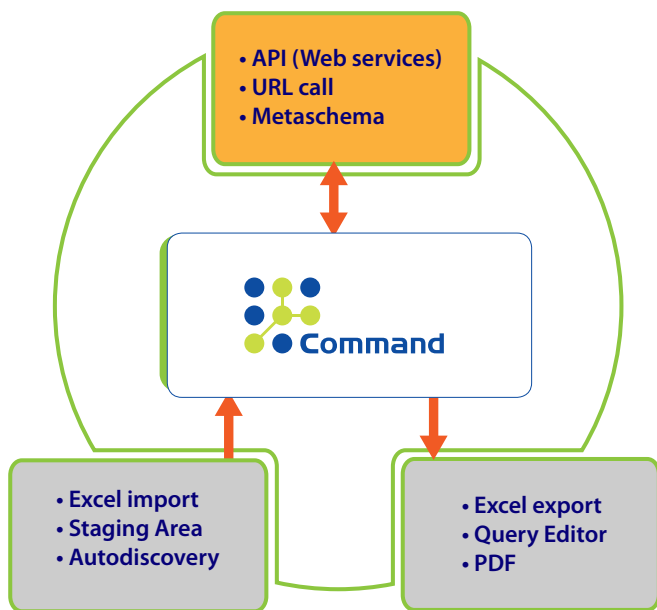 • API (Web services)
• URL call
• Metaschema
Command
• Excel import
• Staging Area
• Autodiscovery
• Excel export
• Query Editor
• PDF